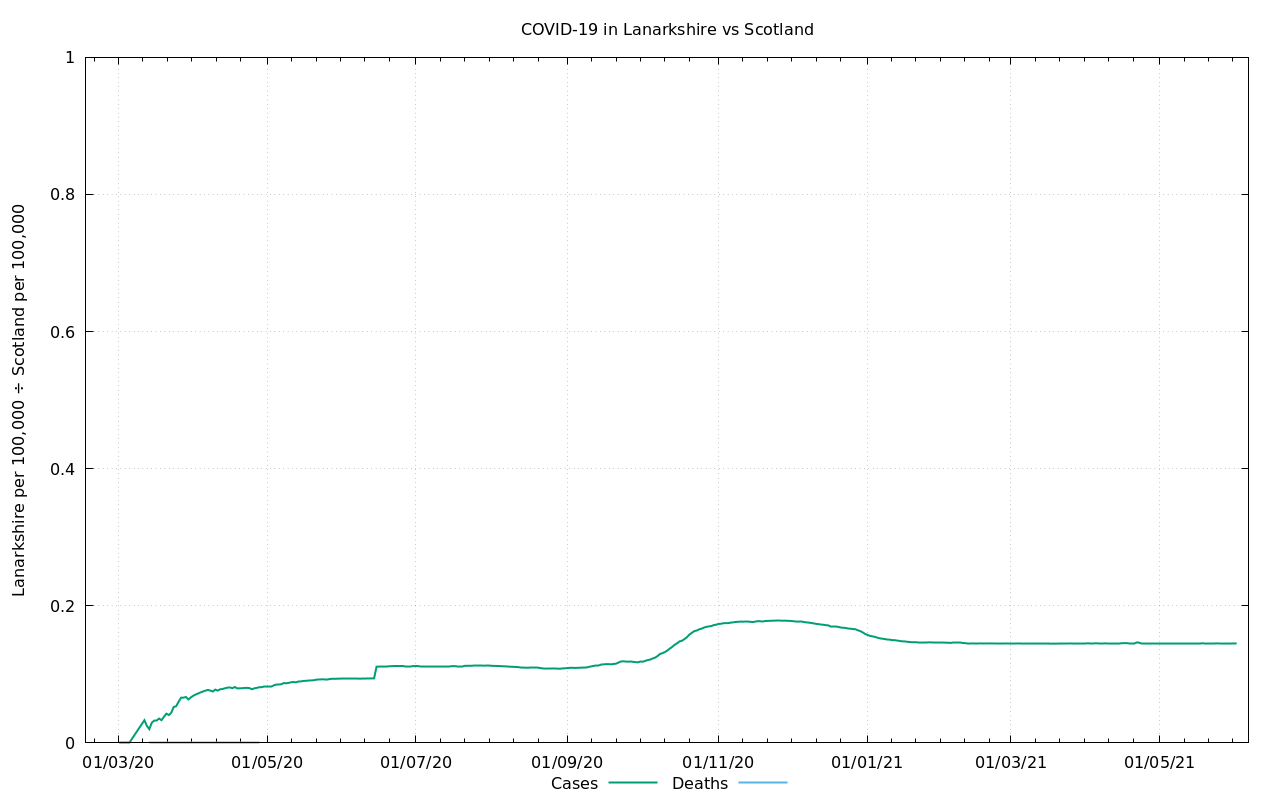 COVID-19 in Lanarkshire vs Scotland
Lanarkshire per 100,000 ÷ Scotland per 100,000
1
0.8
0.6
0.4
0.2
0
01/03/20 01/05/20 01/07/20 01/09/20 01/11/20 01/01/21 01/03/21 01/05/21
Cases Deaths